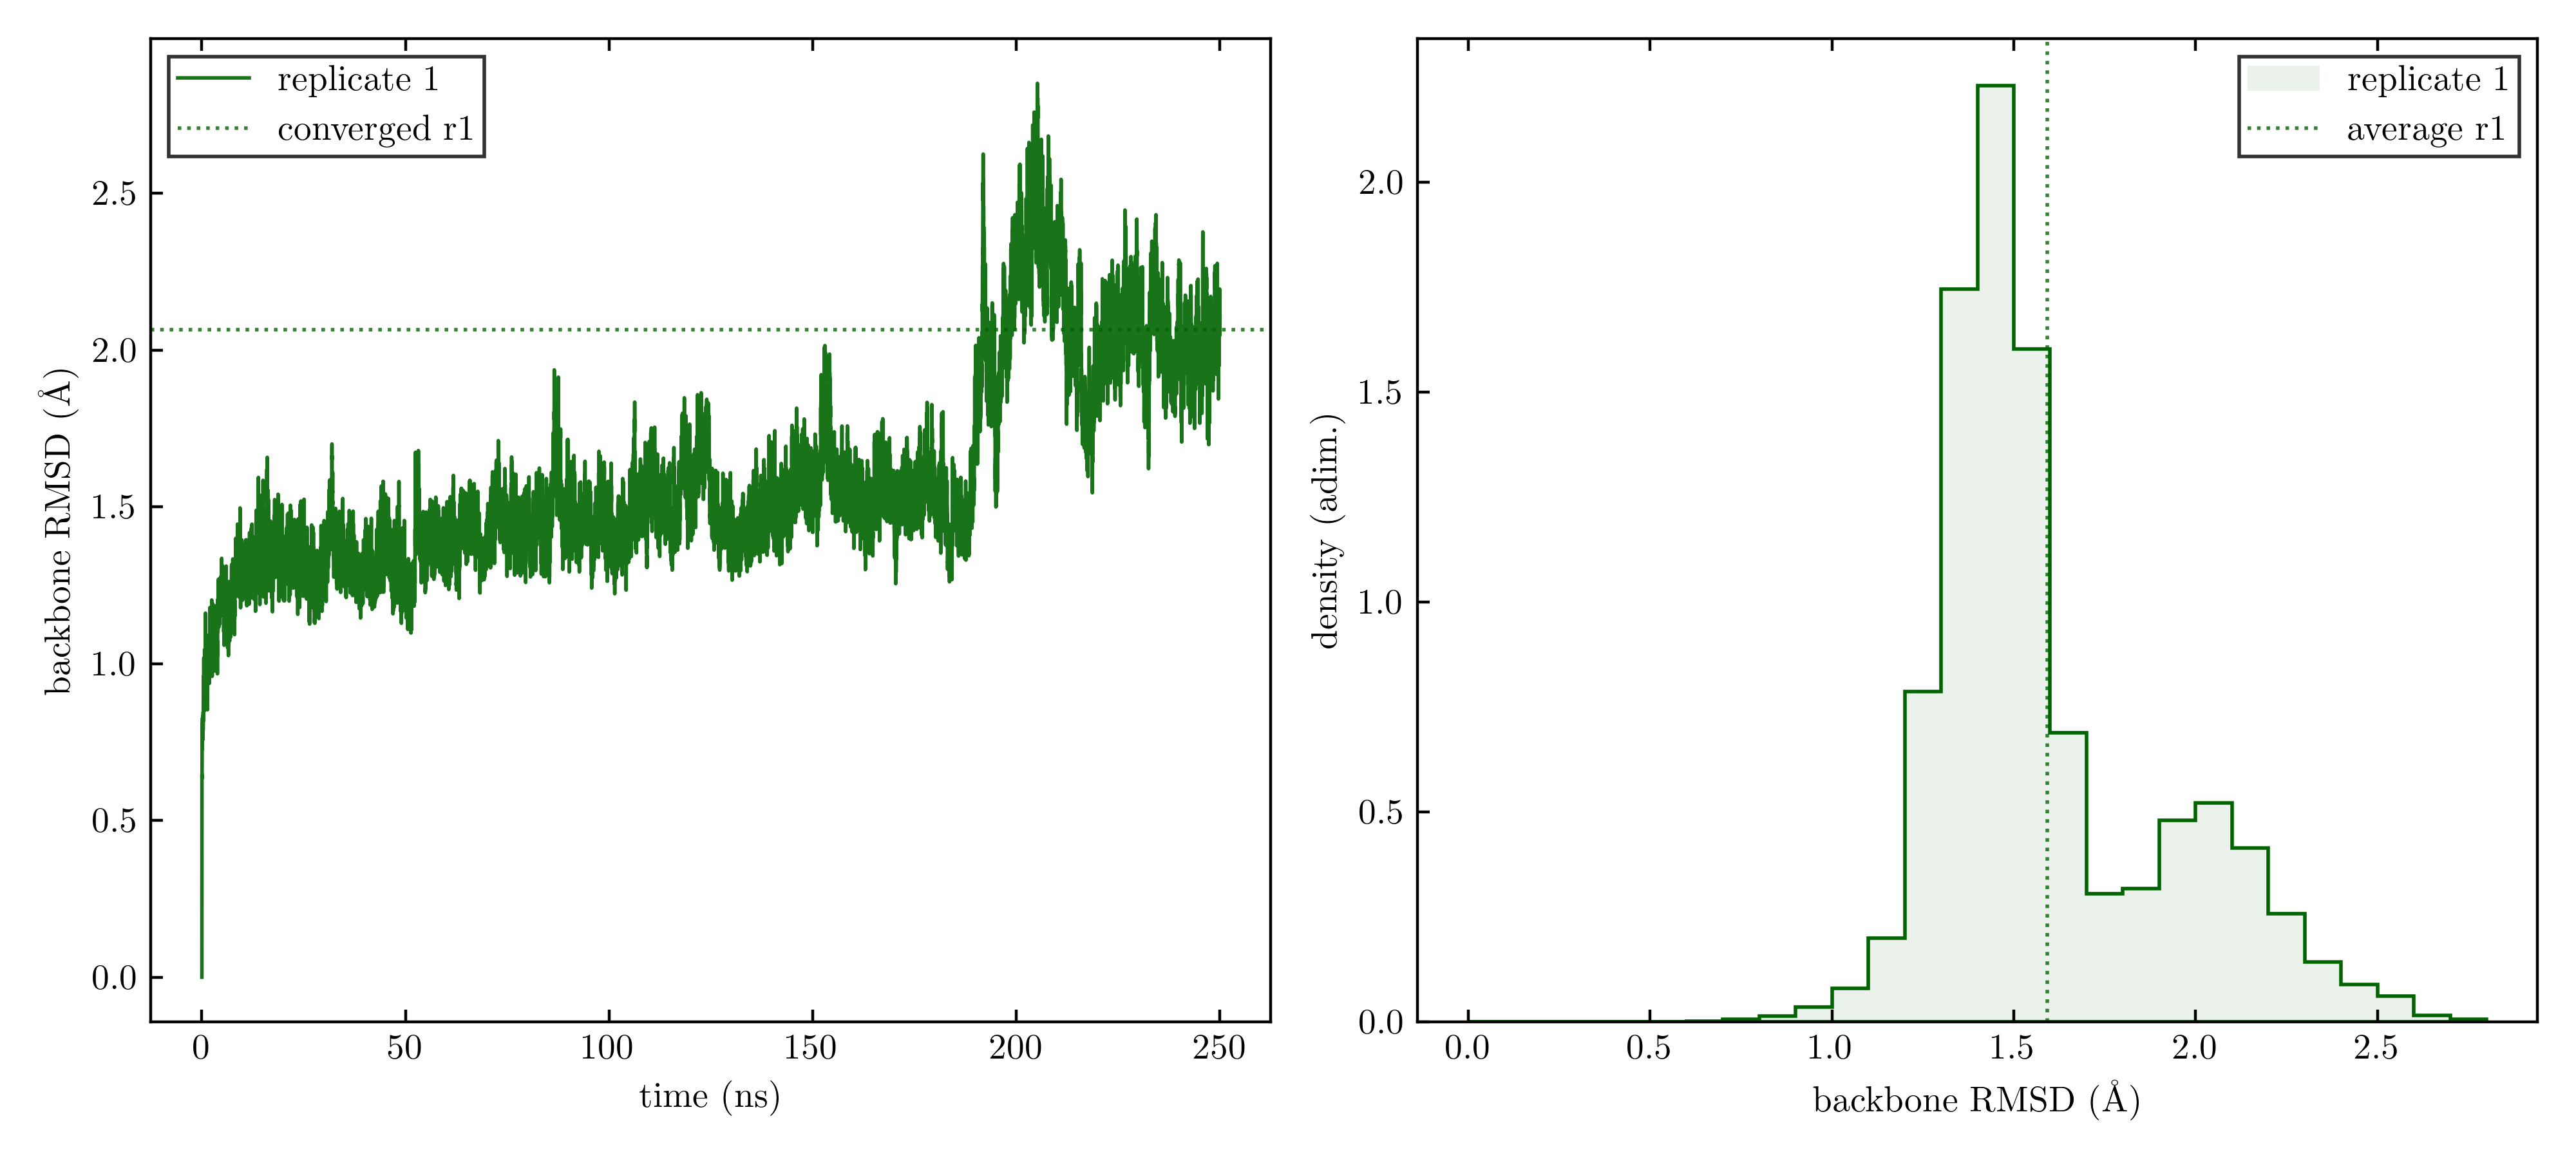 replicate 1
converged r1
backbone RMSD (Å)
2.5
2.0
1.5
1.0
0.5
0.0
0 50 100 150 200 250
time (ns)
replicate 1
average r1
density (adim.)
2.0
1.5
1.0
0.5
0.0
0.0 0.5 1.0 1.5 2.0 2.5
backbone RMSD (Å)